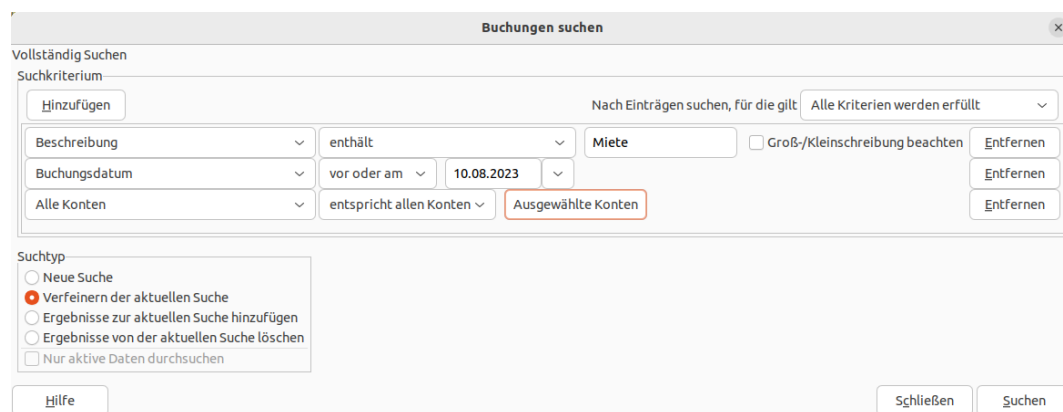 Buchungen suchen
Vollständig Suchen
Suchkriterium
Hinzufügen Nach Einträgen suchen, für die gilt Alle Kriterien werden erfüllt
Beschreibung enthält Miete Groß-/Kleinschreibung beachten Entfernen
Buchungsdatum vor oder am 10.08.2023 Entfernen
Alle Konten entspricht allen Konten Ausgewählte Konten Entfernen
Suchtyp
Neue Suche
Verfeinern der aktuellen Suche
Ergebnisse zur aktuellen Suche hinzufügen
Ergebnisse von der aktuellen Suche löschen
Nur aktive Daten durchsuchen
Hilfe Schließen Suchen